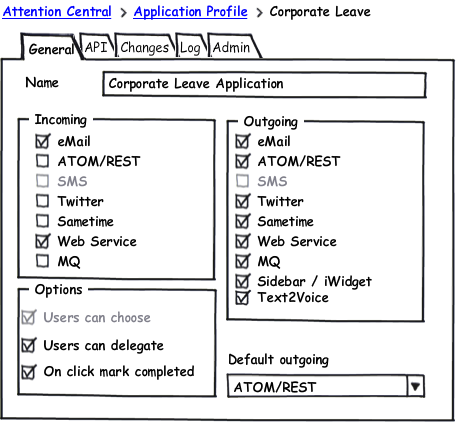 Attention Central > Application Profile > Corporate Leave
General API Changes Log Admin
Name Corporate Leave Application
Incoming
eMail
ATOM/REST
SMS
Twitter
Sametime
Web Service
MQ
Outgoing
eMail
ATOM/REST
SMS
Twitter
Sametime
Web Service
MQ
Sidebar / iWidget
Text2Voice
Options
Users can choose
Users can delegate
On click mark completed
Default outgoing
ATOM/REST